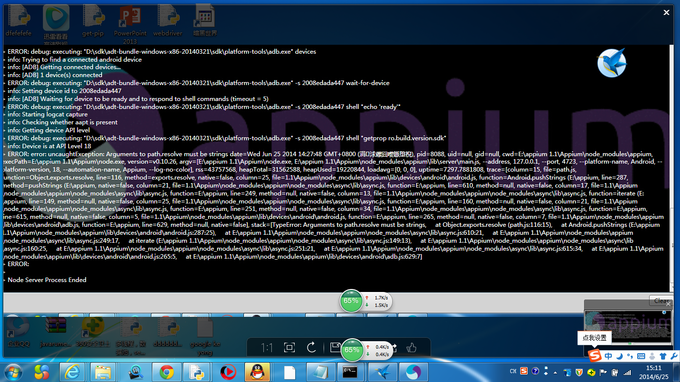 get-pip
PowerPoint
2013
webdriver
ERROR: debug: executing: "D:\sdk\adt-bundle-windows-x86-20140321\sdk\platform-tools\adb.exe" devices
info: Trying to find a connected android device
info: [ADB] Getting connected devices...
info: [ADB] 1 device(s) connected
ERROR: debug: executing: "D:\sdk\adt-bundle-windows-x86-20140321\sdk\platform-tools\adb.exe" -s 2008edada447 wait-for-device
info: Setting device id to 2008edada447
info: [ADB] Waiting for device to be ready and to respond to shell commands (timeout = 5)
ERROR: debug: executing: "D:\sdk\adt-bundle-windows-x86-20140321\sdk\platform-tools\adb.exe" -s 2008edada447 shell "echo 'ready'"
info: Starting logcat capture
info: Checking whether aapt is present
info: Getting device API level
ERROR: debug: executing: "D:\sdk\adt-bundle-windows-x86-20140321\sdk\platform-tools\adb.exe" -s 2008edada447 shell "getprop ro.build.version.sdk"
info: Device is at API Level 18
ERROR: error: uncaughtException: Arguments to path.resolve must be strings date=Wed Jun 25 2014 14:27:48 GMT+0800 pid=8088, uid=null, gid=null, cwd=E:\appium 1.1\Appium\node_modules\appium,
execPath=E:\appium 1.1\Appium\node.exe, version=v0.10.26, argv=[E:\appium 1.1\Appium\node.exe, E:\appium 1.1\Appium\node_modules\appium\lib\server\main.js, --address, 127.0.0.1, --port, 4723, --platform-name, Android, --
platform-version, 18, --automation-name, Appium, --log-no-color], rss=43757568, heapTotal=31562588, heapUsed=19220844, loadavg=[0, 0, 0], uptime=72977.7881808, trace=[column=15, file=path.js,
function=Object.exports.resolve, line=116, method=exports.resolve, native=false, column=25, file=E:\appium 1.1\Appium\node_modules\appium\lib\devices\android\android.js, function=Android.pushStrings (E:\appium, line=287,
method=pushStrings (E:\appium, native=false, column=21, file=1.1\Appium\node_modules\appium\node_modules\async\lib\async.js, function=E:\appium, line=610, method=null, native=false, column=17, file=1.1\Appium
\node_modules\appium\node_modules\async\lib\async.js, function=E:\appium, line=249, method=null, native=false, column=13, file=1.1\Appium\node_modules\appium\node_modules\async\lib\async.js, function=iterate (E:
\appium, line=149, method=null, native=false, column=25, file=1.1\Appium\node_modules\appium\node_modules\async\lib\async.js, function=E:\appium, line=160, method=null, native=false, column=21, file=1.1\Appium
\node_modules\appium\node_modules\async\lib\async.js, function=E:\appium, line=251, method=null, native=false, column=34, file=1.1\Appium\node_modules\appium\node_modules\async\lib\async.js, function=E:\appium,
line=615, method=null, native=false, column=5, file=1.1\Appium\node_modules\appium\lib\devices\android\android.js, function=E:\appium, line=265, method=null, native=false, column=7, file=1.1\Appium\node_modules\appium
\lib\devices\android\adb.js, function=E:\appium, line=629, method=null, native=false], stack=[TypeError: Arguments to path.resolve must be strings, at Object.exports.resolve (path.js:116:15), at Android.pushStrings (E:\appium
1.1\Appium\node_modules\appium\lib\devices\android\android.js:287:25), at E:\appium 1.1\Appium\node_modules\appium\node_modules\async\lib\async.js:610:21, at E:\appium 1.1\Appium\node_modules\appium
\node_modules\async\lib\async.js:249:17, at iterate (E:\appium 1.1\Appium\node_modules\appium\node_modules\async\lib\async.js:149:13), at E:\appium 1.1\Appium\node_modules\appium\node_modules\async\lib
\async.js:160:25, at E:\appium 1.1\Appium\node_modules\appium\node_modules\async\lib\async.js:251:21, at E:\appium 1.1\Appium\node_modules\appium\node_modules\async\lib\async.js:615:34, at E:\appium 1.1\Appium
\node_modules\appium\lib\devices\android\android.js:265:5, at E:\appium 1.1\Appium\node_modules\appium\lib\devices\android\adb.js:629:7]
ERROR:
Node Server Process Ended
65%
1.7K/s
1.5K/s
Clear
appium
点我设置
1:1
65%
0.4K/s
0.4K/s
中
CK
15:11
2014/6/25